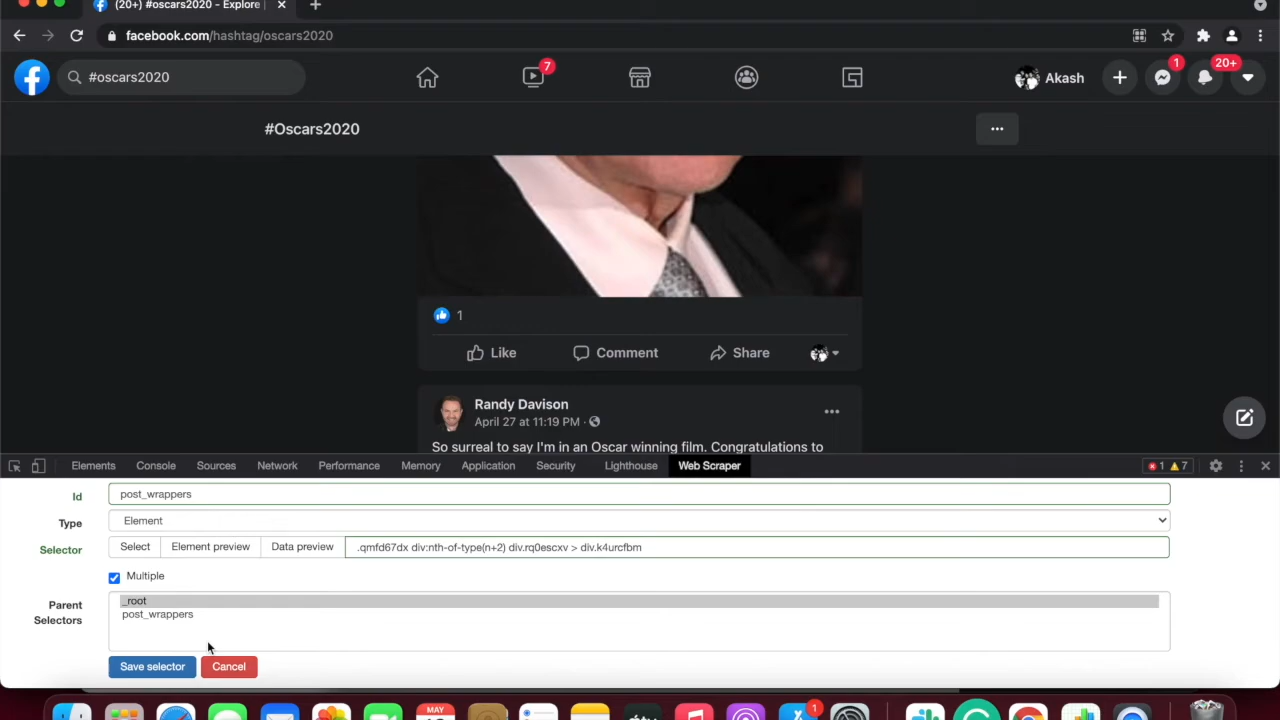 (20+) #oscars2020 - Explore
facebook.com/hashtag/oscars2020
#oscars2020
7
Akash
1
20+
#Oscars2020
1
Like
Comment
Share
Randy Davison
April 27 at 11:19 PM ·
So surreal to say I'm in an Oscar winning film. Congratulations to
Elements Console Sources Network Performance Memory Application Security Lighthouse Web Scraper 1 7
Id post_wrappers
Type Element
Selector Select Element preview Data preview .qmfd67dx div:nth-of-type(n+2) div.rq0escxv > div.k4urcfbm
Multiple
Parent Selectors
_root
post_wrappers
Save selector Cancel
MAY
1